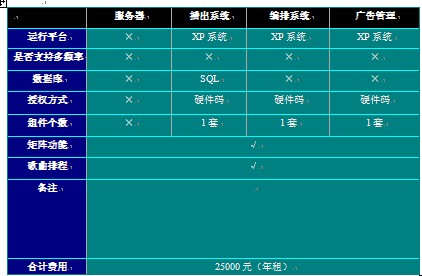 服务器 播出系统 编排系统 广告管理
运行平台 × XP 系统 XP 系统 XP 系统
是否支持多频率 × × × ×
数据库 × SQL × ×
授权方式 × 硬件码 硬件码 硬件码
组件个数 × 1 套 1 套 1 套
矩阵功能 √
歌曲排程 √
备注
合计费用 25000 元（年租）